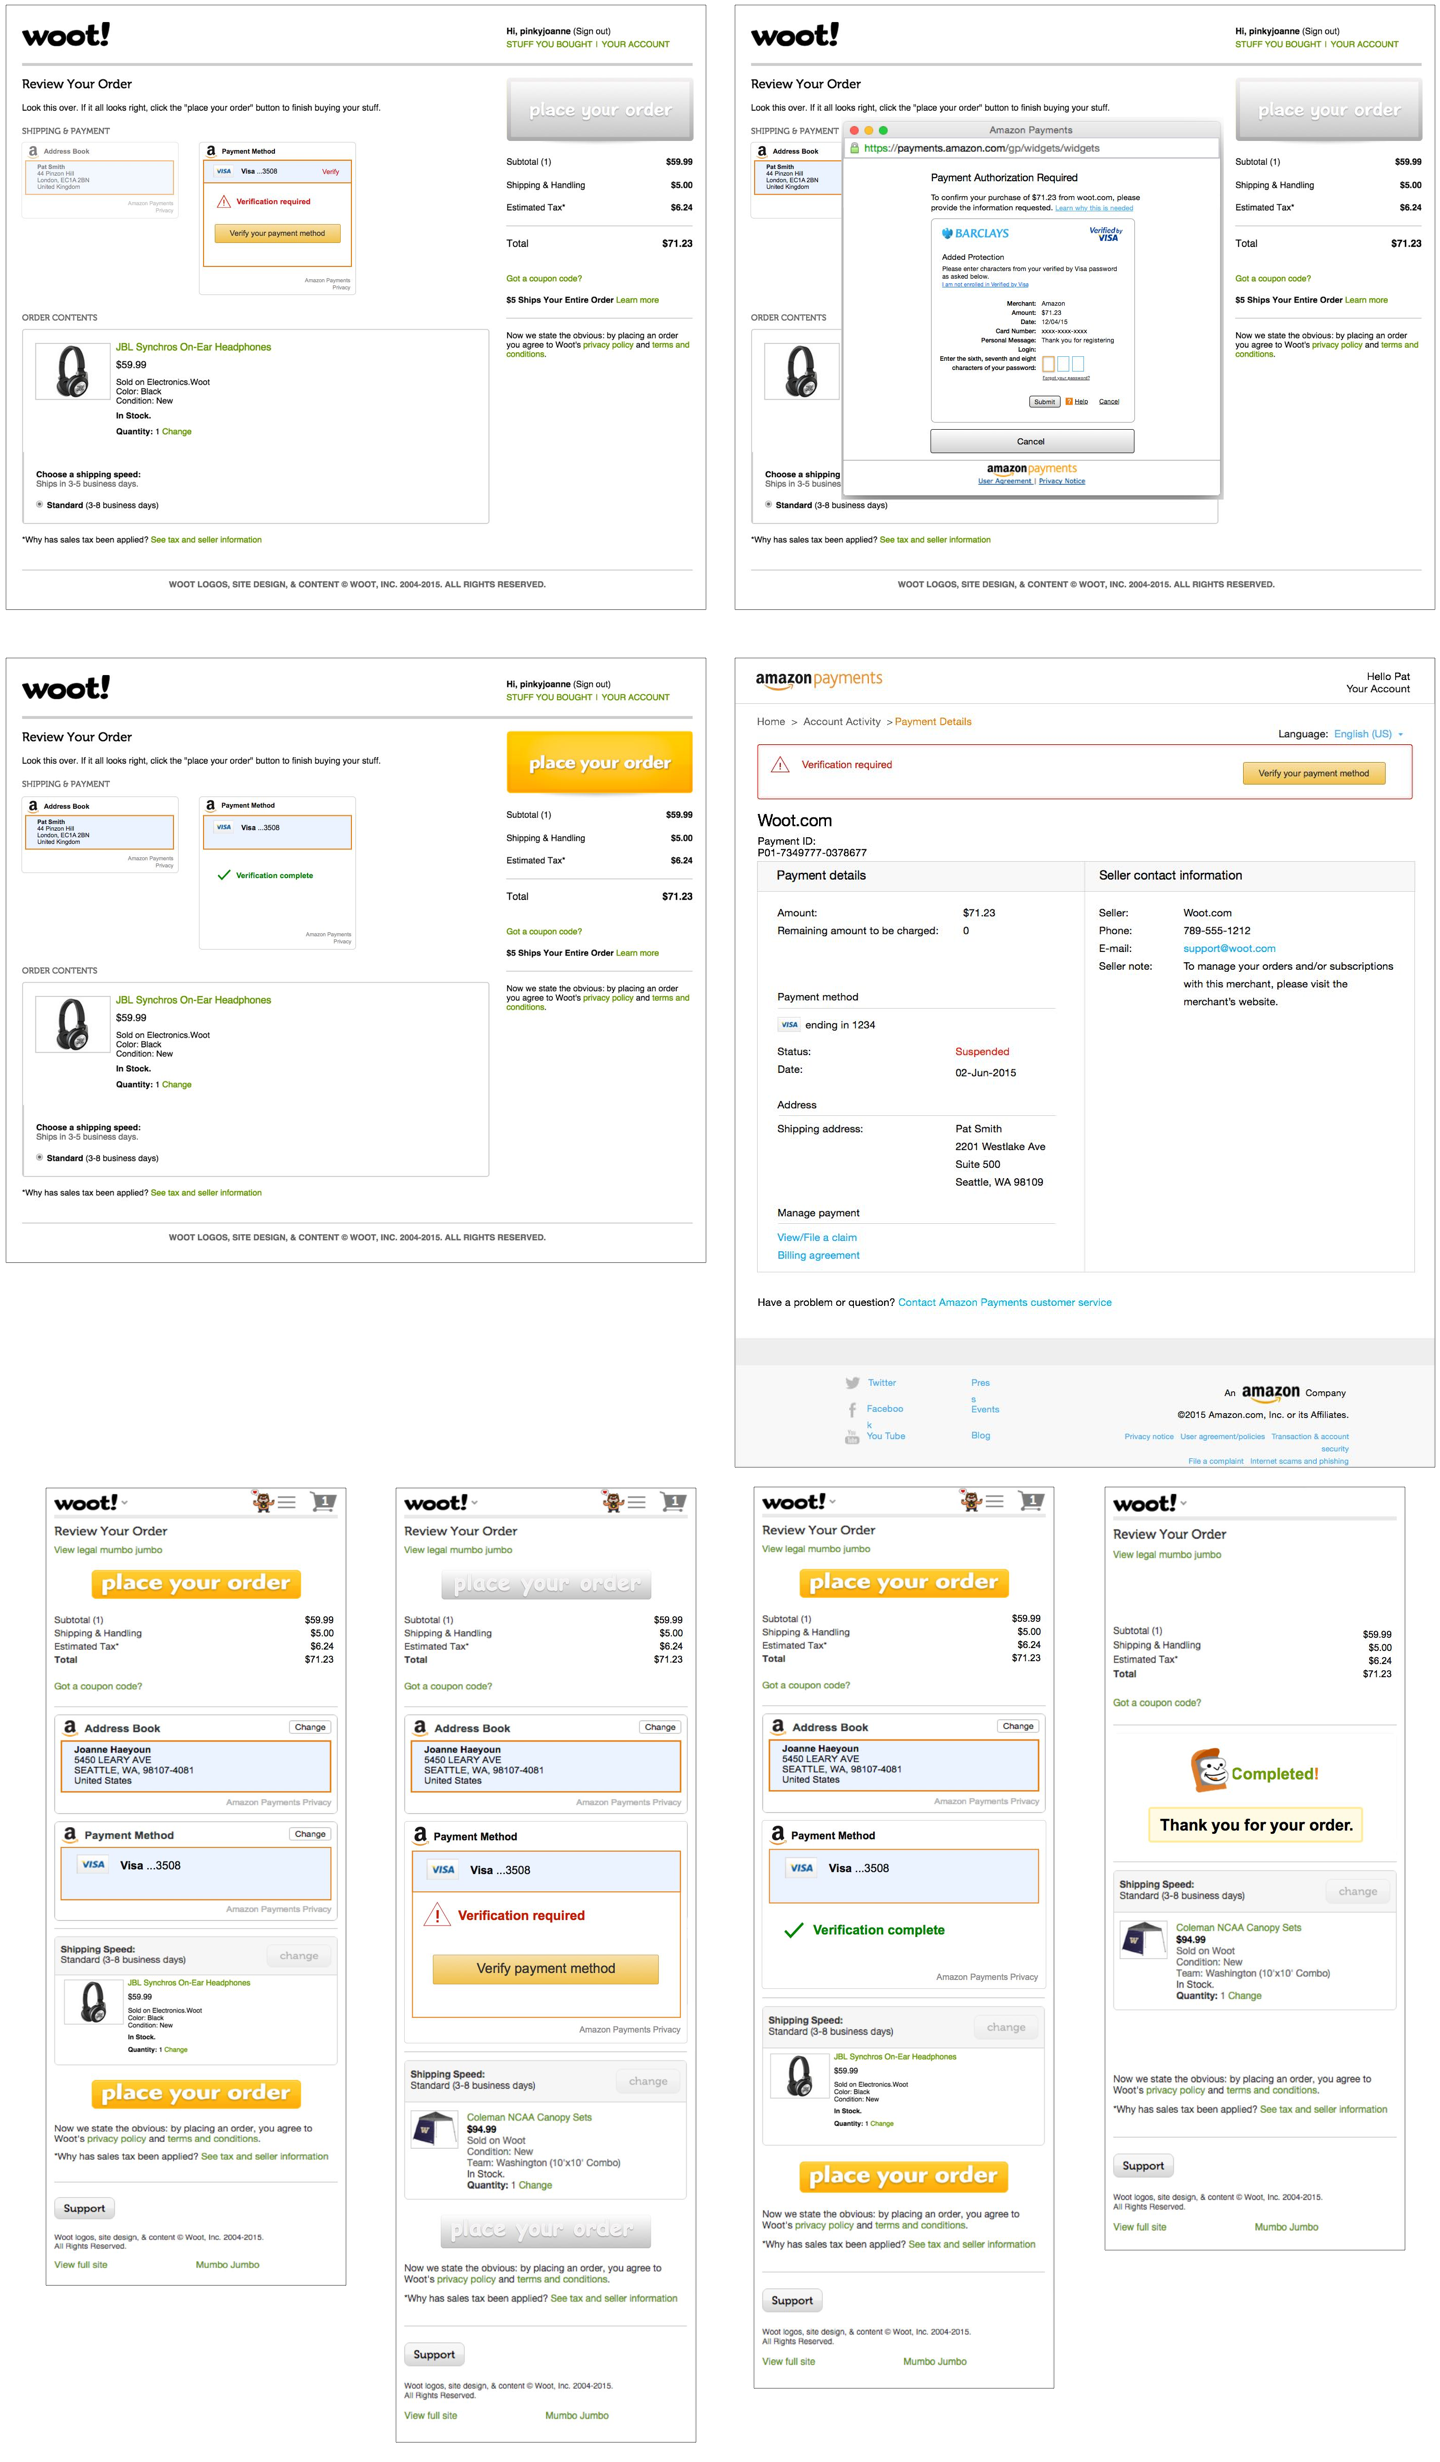 woot!
Hi, pinkyjoanne (Sign out)
STUFF YOU BOUGHT | YOUR ACCOUNT
Review Your Order
Look this over. If it all looks right, click the "place your order" button to finish buying your stuff.
place your order
SHIPPING & PAYMENT
a Address Book
Pat Smith
44 Pinzon Hill
London, EC1A 2BN
United Kingdom
Amazon Payments
Privacy
a Payment Method
VISA Visa ...3508 Verify
Verification required
Verify your payment method
Amazon Payments
Privacy
Subtotal (1) $59.99
Shipping & Handling $5.00
Estimated Tax* $6.24
Total $71.23
Got a coupon code?
$5 Ships Your Entire Order Learn more
Now we state the obvious: by placing an order
you agree to Woot's privacy policy and terms and
conditions.
ORDER CONTENTS
JBL Synchros On-Ear Headphones
$59.99
Sold on Electronics.Woot
Color: Black
Condition: New
In Stock.
Quantity: 1 Change
Choose a shipping speed:
Ships in 3-5 business days.
Standard (3-8 business days)
*Why has sales tax been applied? See tax and seller information
WOOT LOGOS, SITE DESIGN, & CONTENT © WOOT, INC. 2004-2015. ALL RIGHTS RESERVED.
woot!
Hi, pinkyjoanne (Sign out)
STUFF YOU BOUGHT | YOUR ACCOUNT
Review Your Order
Look this over. If it all looks right, click the "place your order" button to finish buying your stuff.
place your order
SHIPPING & PAYMENT
a Address Book
Pat Smith
44 Pinzon Hill
London, EC1A 2BN
United Kingdom
Amazon Payments
https://payments.amazon.com/gp/widgets/widgets
Payment Authorization Required
To confirm your purchase of $71.23 from woot.com, please
provide the information requested. Learn why this is needed
BARCLAYS
Verified by
VISA
Added Protection
Please enter characters from your verified by Visa password
as asked below.
I am not enrolled in Verified by Visa
Merchant: Amazon
Amount: $71.23
Date: 12/04/15
Card Number: xxxx-xxxx-xxxx
Personal Message: Thank you for registering
Login:
Enter the sixth, seventh and eight
characters of your password:
Forgot your password?
Submit ? Help Cancel
Cancel
amazon payments
User Agreement | Privacy Notice
Subtotal (1) $59.99
Shipping & Handling $5.00
Estimated Tax* $6.24
Total $71.23
Got a coupon code?
$5 Ships Your Entire Order Learn more
Now we state the obvious: by placing an order
you agree to Woot's privacy policy and terms and
conditions.
ORDER CONTENTS
Choose a shipping
Ships in 3-5 business
Standard (3-8 business days)
*Why has sales tax been applied? See tax and seller information
WOOT LOGOS, SITE DESIGN, & CONTENT © WOOT, INC. 2004-2015. ALL RIGHTS RESERVED.
woot!
Hi, pinkyjoanne (Sign out)
STUFF YOU BOUGHT | YOUR ACCOUNT
Review Your Order
Look this over. If it all looks right, click the "place your order" button to finish buying your stuff.
place your order
SHIPPING & PAYMENT
a Address Book
Pat Smith
44 Pinzon Hill
London, EC1A 2BN
United Kingdom
Amazon Payments
Privacy
a Payment Method
VISA Visa ...3508
Verification complete
Amazon Payments
Privacy
Subtotal (1) $59.99
Shipping & Handling $5.00
Estimated Tax* $6.24
Total $71.23
Got a coupon code?
$5 Ships Your Entire Order Learn more
Now we state the obvious: by placing an order
you agree to Woot's privacy policy and terms and
conditions.
ORDER CONTENTS
JBL Synchros On-Ear Headphones
$59.99
Sold on Electronics.Woot
Color: Black
Condition: New
In Stock.
Quantity: 1 Change
Choose a shipping speed:
Ships in 3-5 business days.
Standard (3-8 business days)
*Why has sales tax been applied? See tax and seller information
WOOT LOGOS, SITE DESIGN, & CONTENT © WOOT, INC. 2004-2015. ALL RIGHTS RESERVED.
amazon payments
Hello Pat
Your Account
Home > Account Activity > Payment Details
Language: English (US)
Verification required
Verify your payment method
Woot.com
Payment ID:
P01-7349777-0378677
Payment details
Amount: $71.23
Remaining amount to be charged: 0
Payment method
VISA ending in 1234
Status: Suspended
Date: 02-Jun-2015
Address
Shipping address: Pat Smith
2201 Westlake Ave
Suite 500
Seattle, WA 98109
Manage payment
View/File a claim
Billing agreement
Seller contact information
Seller: Woot.com
Phone: 789-555-1212
E-mail: support@woot.com
Seller note: To manage your orders and/or subscriptions
with this merchant, please visit the
merchant's website.
Have a problem or question? Contact Amazon Payments customer service
Twitter
Faceboo
k
You Tube
Pres
s
Events
Blog
An amazon Company
©2015 Amazon.com, Inc. or its Affiliates.
Privacy notice User agreement/policies Transaction & account
security
File a complaint Internet scams and phishing
woot!
1
Review Your Order
View legal mumbo jumbo
place your order
Subtotal (1) $59.99
Shipping & Handling $5.00
Estimated Tax* $6.24
Total $71.23
Got a coupon code?
a Address Book Change
Joanne Haeyoun
5450 LEARY AVE
SEATTLE, WA, 98107-4081
United States
Amazon Payments Privacy
a Payment Method Change
VISA Visa ...3508
Amazon Payments Privacy
Shipping Speed:
Standard (3-8 business days)
change
JBL Synchros On-Ear Headphones
$59.99
Sold on Electronics.Woot
Color: Black
Condition: New
In Stock.
Quantity: 1 Change
place your order
Now we state the obvious: by placing an order, you agree to
Woot's privacy policy and terms and conditions.
*Why has sales tax been applied? See tax and seller information
Support
Woot logos, site design, & content © Woot, Inc. 2004-2015.
All Rights Reserved.
View full site Mumbo Jumbo
woot!
1
Review Your Order
View legal mumbo jumbo
place your order
Subtotal (1) $59.99
Shipping & Handling $5.00
Estimated Tax* $6.24
Total $71.23
Got a coupon code?
a Address Book Change
Joanne Haeyoun
5450 LEARY AVE
SEATTLE, WA, 98107-4081
United States
Amazon Payments Privacy
a Payment Method
VISA Visa ...3508
Verification required
Verify payment method
Amazon Payments Privacy
Shipping Speed:
Standard (3-8 business days)
change
Coleman NCAA Canopy Sets
$94.99
Sold on Woot
Condition: New
Team: Washington (10'x10' Combo)
In Stock.
Quantity: 1 Change
place your order
Now we state the obvious: by placing an order, you agree to
Woot's privacy policy and terms and conditions.
*Why has sales tax been applied? See tax and seller information
Support
Woot logos, site design, & content © Woot, Inc. 2004-2015.
All Rights Reserved.
View full site Mumbo Jumbo
woot!
1
Review Your Order
View legal mumbo jumbo
place your order
Subtotal (1) $59.99
Shipping & Handling $5.00
Estimated Tax* $6.24
Total $71.23
Got a coupon code?
a Address Book Change
Joanne Haeyoun
5450 LEARY AVE
SEATTLE, WA, 98107-4081
United States
Amazon Payments Privacy
a Payment Method
VISA Visa ...3508
Verification complete
Amazon Payments Privacy
Shipping Speed:
Standard (3-8 business days)
change
JBL Synchros On-Ear Headphones
$59.99
Sold on Electronics.Woot
Color: Black
Condition: New
In Stock.
Quantity: 1 Change
place your order
Now we state the obvious: by placing an order, you agree to
Woot's privacy policy and terms and conditions.
*Why has sales tax been applied? See tax and seller information
Support
Woot logos, site design, & content © Woot, Inc. 2004-2015.
All Rights Reserved.
View full site Mumbo Jumbo
woot!
Review Your Order
View legal mumbo jumbo
Subtotal (1) $59.99
Shipping & Handling $5.00
Estimated Tax* $6.24
Total $71.23
Got a coupon code?
Completed!
Thank you for your order.
Shipping Speed:
Standard (3-8 business days)
change
Coleman NCAA Canopy Sets
$94.99
Sold on Woot
Condition: New
Team: Washington (10'x10' Combo)
In Stock.
Quantity: 1 Change
Now we state the obvious: by placing an order, you agree to
Woot's privacy policy and terms and conditions.
*Why has sales tax been applied? See tax and seller information
Support
Woot logos, site design, & content © Woot, Inc. 2004-2015.
All Rights Reserved.
View full site Mumbo Jumbo